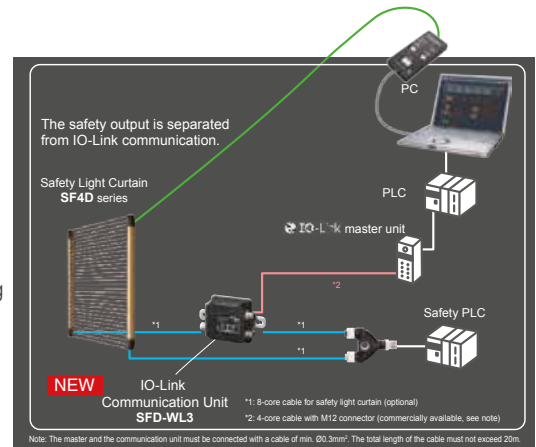 PC
The safety output is separated
from IO-Link communication.
Safety Light Curtain
SF4D series
PLC
IO-Link master unit
*2
g
*1
*1
Safety PLC
*1
NEW
IO-Link
Communication Unit
SFD-WL3
*1: 8-core cable for safety light curtain (optional)
*2: 4-core cable with M12 connector (commercially available, see note)
Note: The master and the communication unit must be connected with a cable of min. Ø0.3mm². The total length of the cable must not exceed 20m.